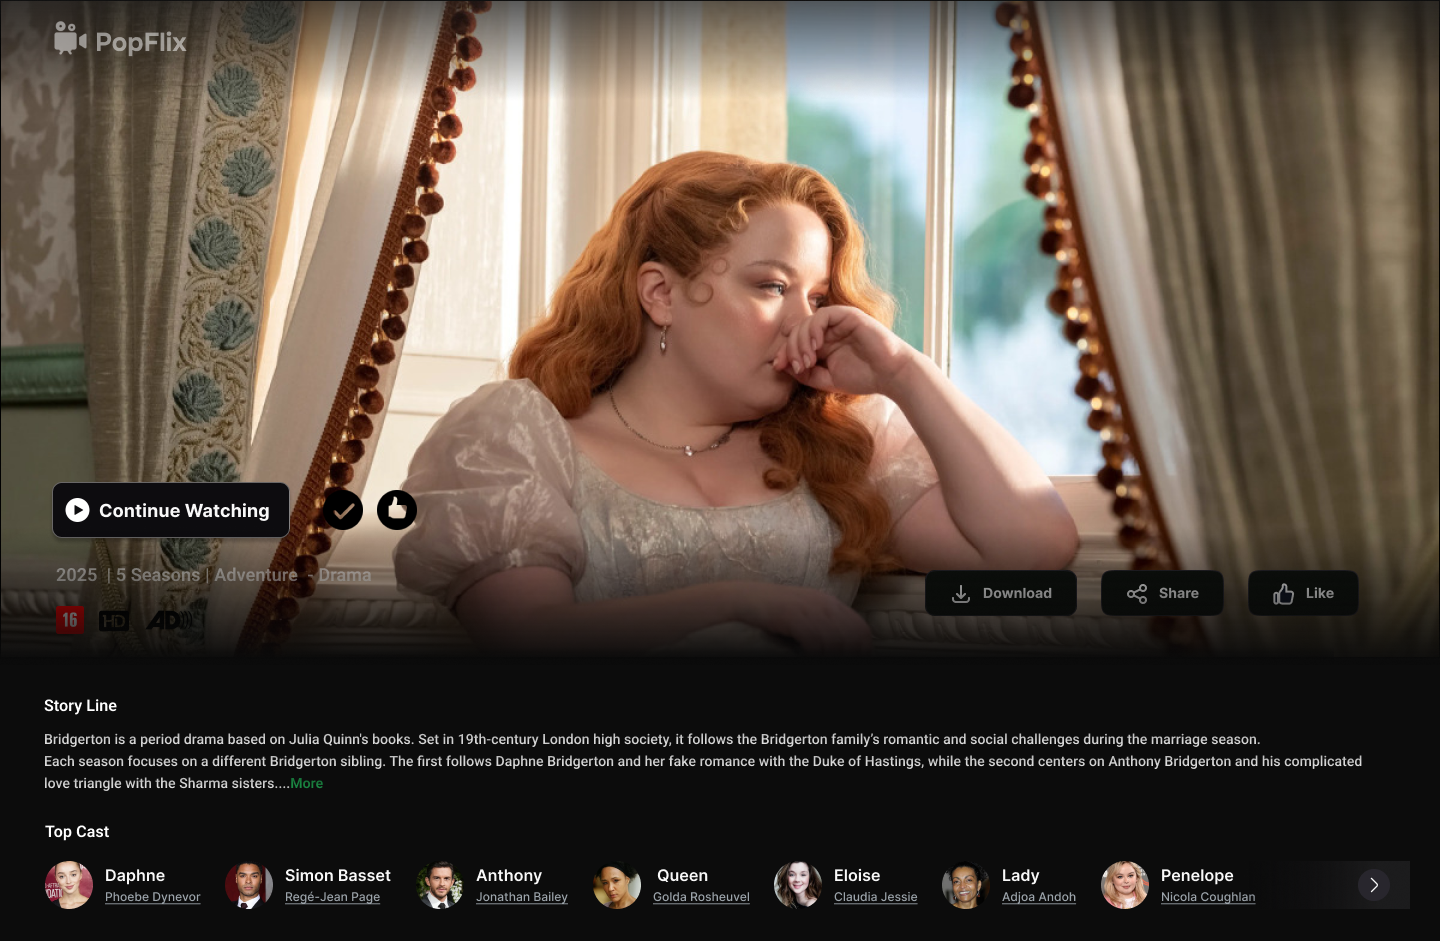 PopFlix
Continue Watching
2025 | 5 Seasons | Adventure - Drama
16 HD AD
Download
Share
Like
Story Line
Bridgerton is a period drama based on Julia Quinn's books. Set in 19th-century London high society, it follows the Bridgerton family’s romantic and social challenges during the marriage season.
Each season focuses on a different Bridgerton sibling. The first follows Daphne Bridgerton and her fake romance with the Duke of Hastings, while the second centers on Anthony Bridgerton and his complicated
love triangle with the Sharma sisters....More
Top Cast
Daphne
Phoebe Dynevor
Simon Basset
Regé-Jean Page
Anthony
Jonathan Bailey
Queen
Golda Rosheuvel
Eloise
Claudia Jessie
Lady
Adjoa Andoh
Penelope
Nicola Coughlan